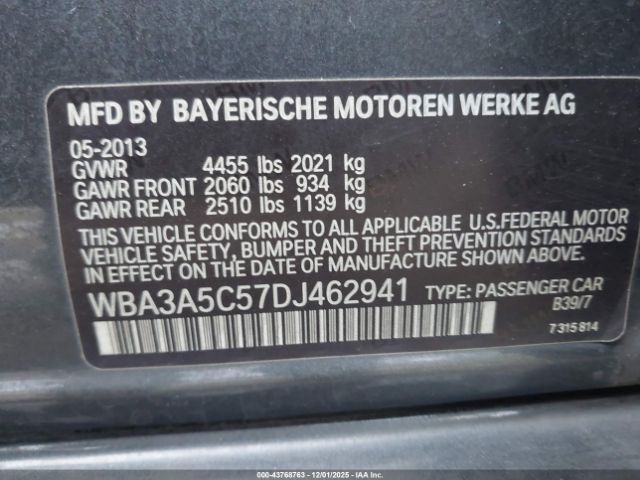 MFD BY BAYERISCHE MOTOREN WERKE AG
05-2013
GVWR 4455 lbs 2021 kg
GAWR FRONT 2060 lbs 934 kg
GAWR REAR 2510 lbs 1139 kg
THIS VEHICLE CONFORMS TO ALL APPLICABLE U.S.FEDERAL MOTOR
VEHICLE SAFETY, BUMPER AND THEFT PREVENTION STANDARDS
IN EFFECT ON THE DATE OF MANUFACTURE SHOWN ABOVE.
WBA3A5C57DJ462941 TYPE: PASSENGER CAR
B39/7
7315814
000-43768763 • 12/01/2025 • IAA Inc.